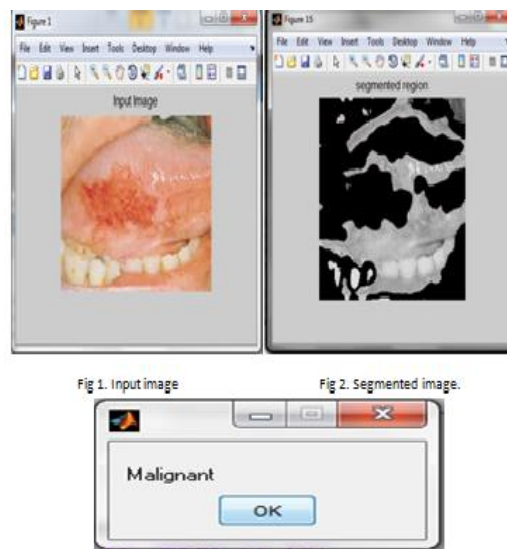 Figure 1
File Edit View Insert Tools Desktop Window Help
Input Image
Figure 15
File Edit View Insert Tools Desktop Window Help
segmented region
Fig 1. Input image
Fig 2. Segmented image.
Malignant
OK